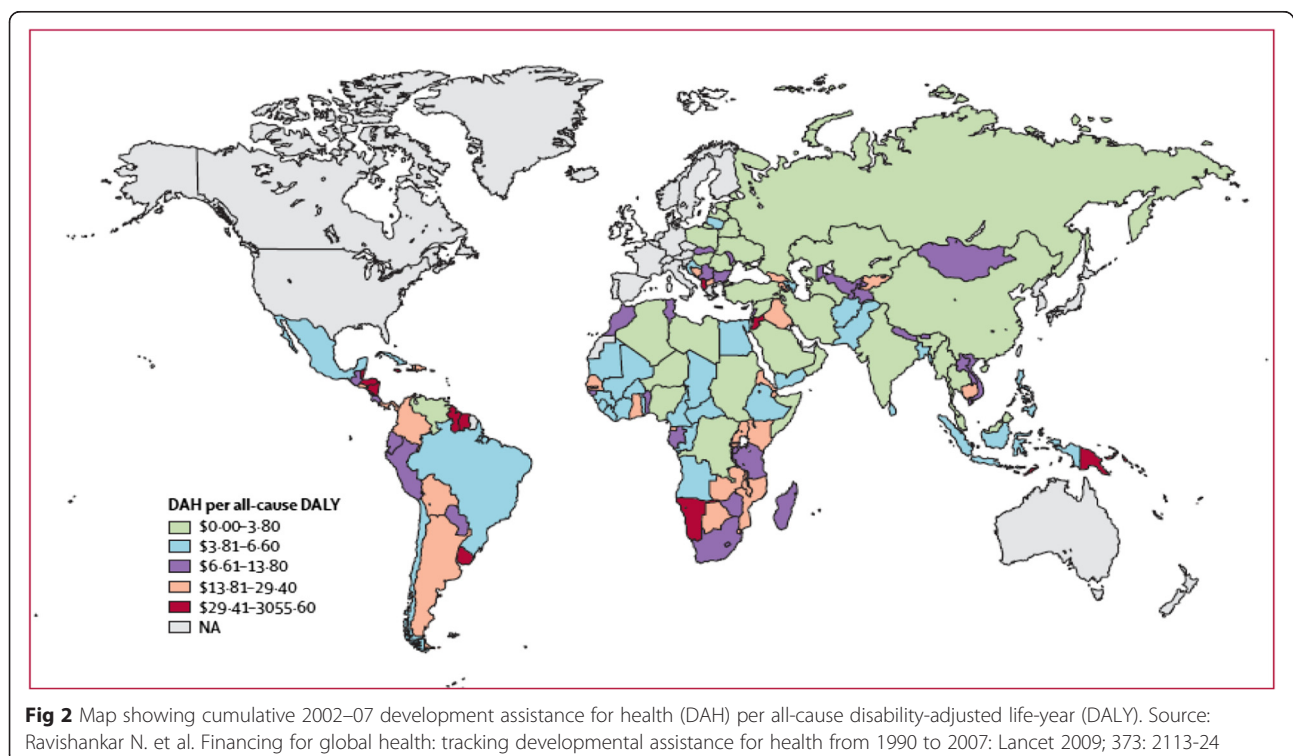 DAH per all-cause DALY
$0·00–3·80
$3·81–6·60
$6·61–13·80
$13·81–29·40
$29·41–3055·60
NA
Fig 2 Map showing cumulative 2002–07 development assistance for health (DAH) per all-cause disability-adjusted life-year (DALY). Source:
Ravishankar N. et al. Financing for global health: tracking developmental assistance for health from 1990 to 2007: Lancet 2009; 373: 2113-24